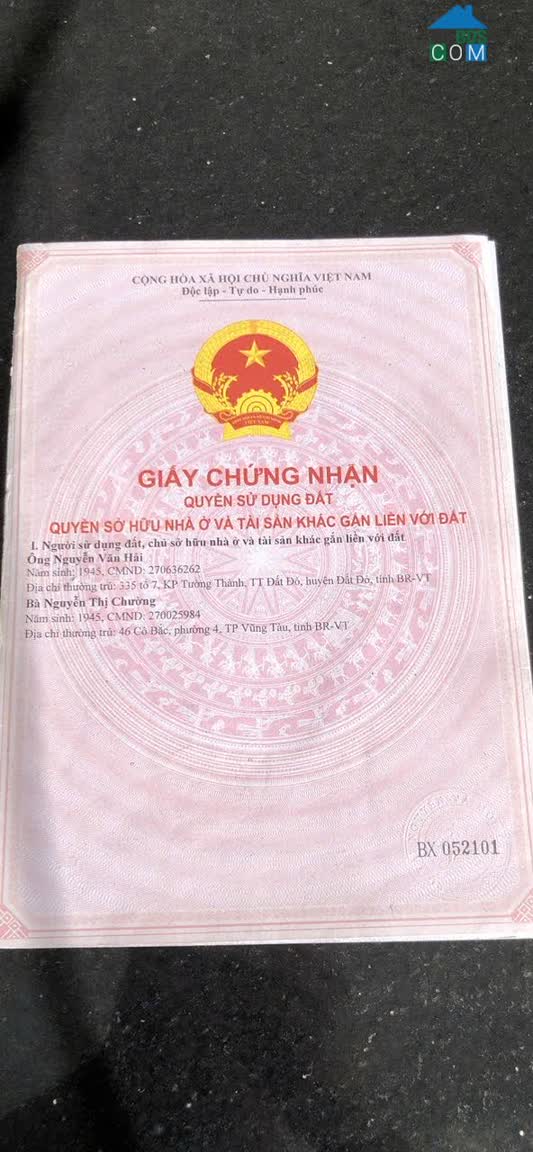 BDS
COM
CỘNG HÒA XÃ HỘI CHỦ NGHĨA VIỆT NAM
Độc lập - Tự do - Hạnh phúc
VIỆT NAM
GIẤY CHỨNG NHẬN
QUYỀN SỬ DỤNG ĐẤT
QUYỀN SỞ HỮU NHÀ Ở VÀ TÀI SẢN KHÁC GẮN LIỀN VỚI ĐẤT
I. Người sử dụng đất, chủ sở hữu nhà ở và tài sản khác gắn liền với đất
Ông Nguyễn Văn Hải
Năm sinh: 1945, CMND: 270636262
Địa chỉ thường trú: 335 tổ 7, KP Tường Thành, TT Đất Đỏ, huyện Đất Đỏ, tỉnh BR-VT
Bà Nguyễn Thị Chường
Năm sinh: 1945, CMND: 270025984
Địa chỉ thường trú: 46 Cô Bắc, phường 4, TP Vũng Tàu, tỉnh BR-VT
BX 052101